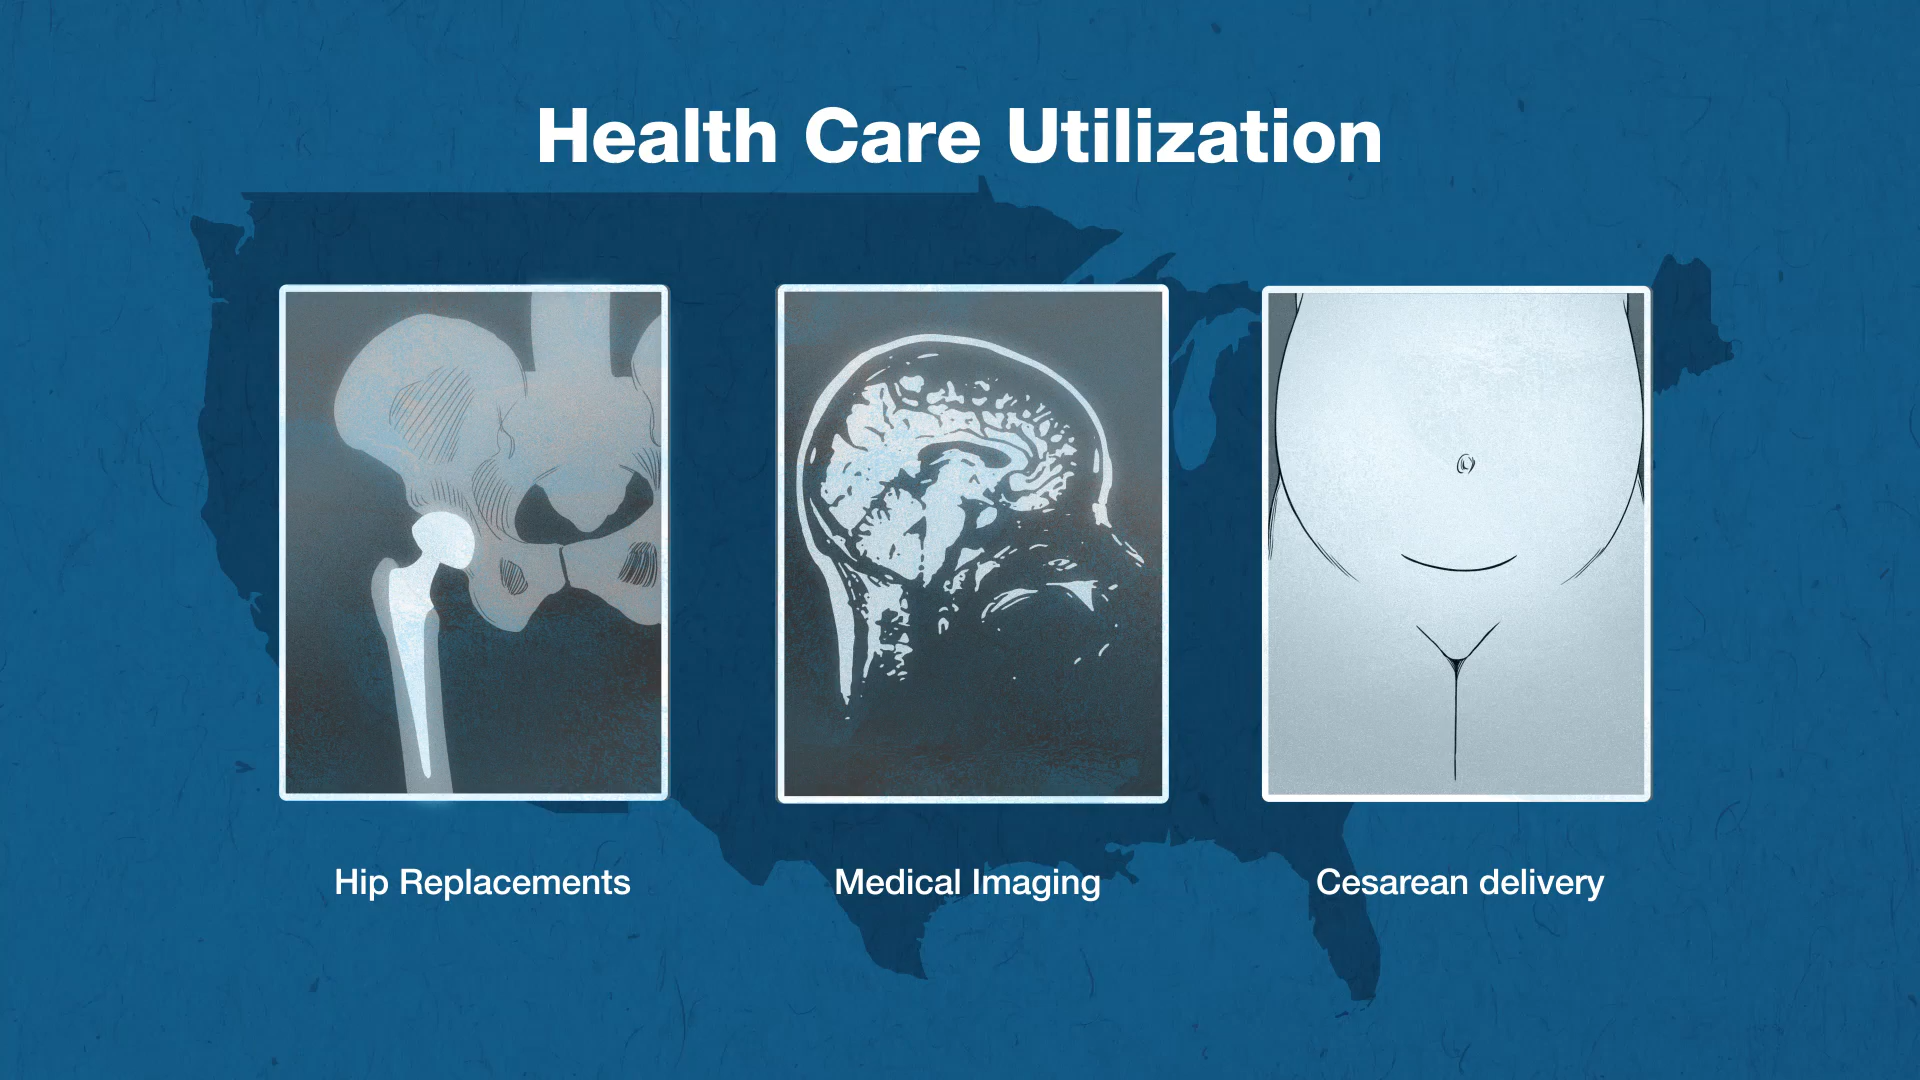 Health Care Utilization
Hip Replacements
Medical Imaging
Cesarean delivery